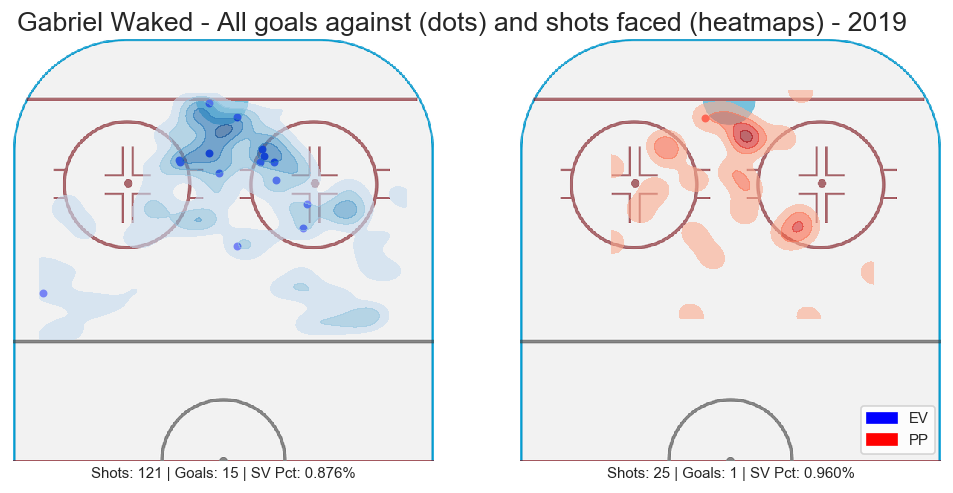 Gabriel Waked - All goals against (dots) and shots faced (heatmaps) - 2019
EV
PP
Shots: 121 | Goals: 15 | SV Pct: 0.876%
Shots: 25 | Goals: 1 | SV Pct: 0.960%